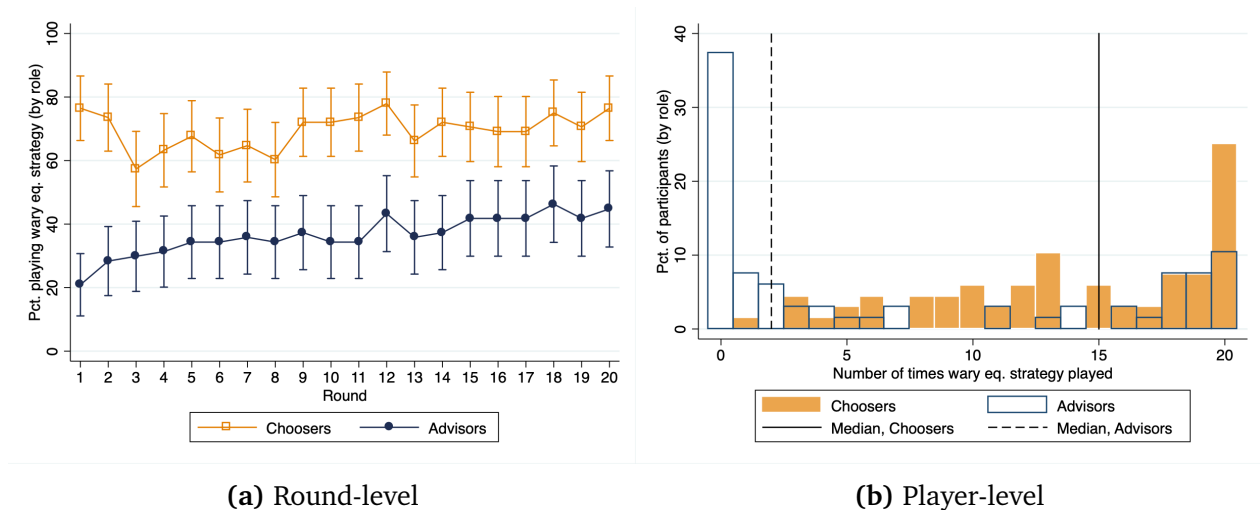 Pct. playing wary eq. strategy (by role)
100
80
60
40
20
0
1 2 3 4 5 6 7 8 9 10 11 12 13 14 15 16 17 18 19 20
Round
Choosers Advisors
(a) Round-level
Pct. of participants (by role)
40
30
20
10
0
0 5 10 15 20
Number of times wary eq. strategy played
Choosers Advisors
Median, Choosers Median, Advisors
(b) Player-level